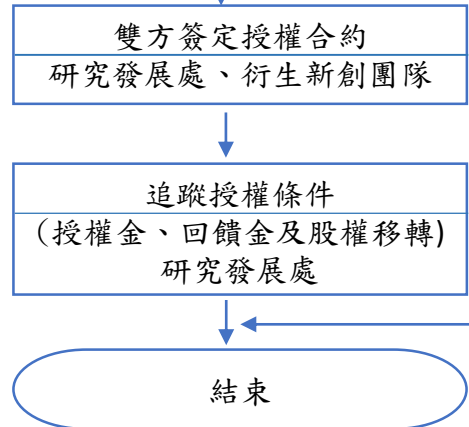 雙方簽定授權合約
研究發展處、衍生新創團隊
追蹤授權條件
（授權金、回饋金及股權移轉)
研究發展處
結束